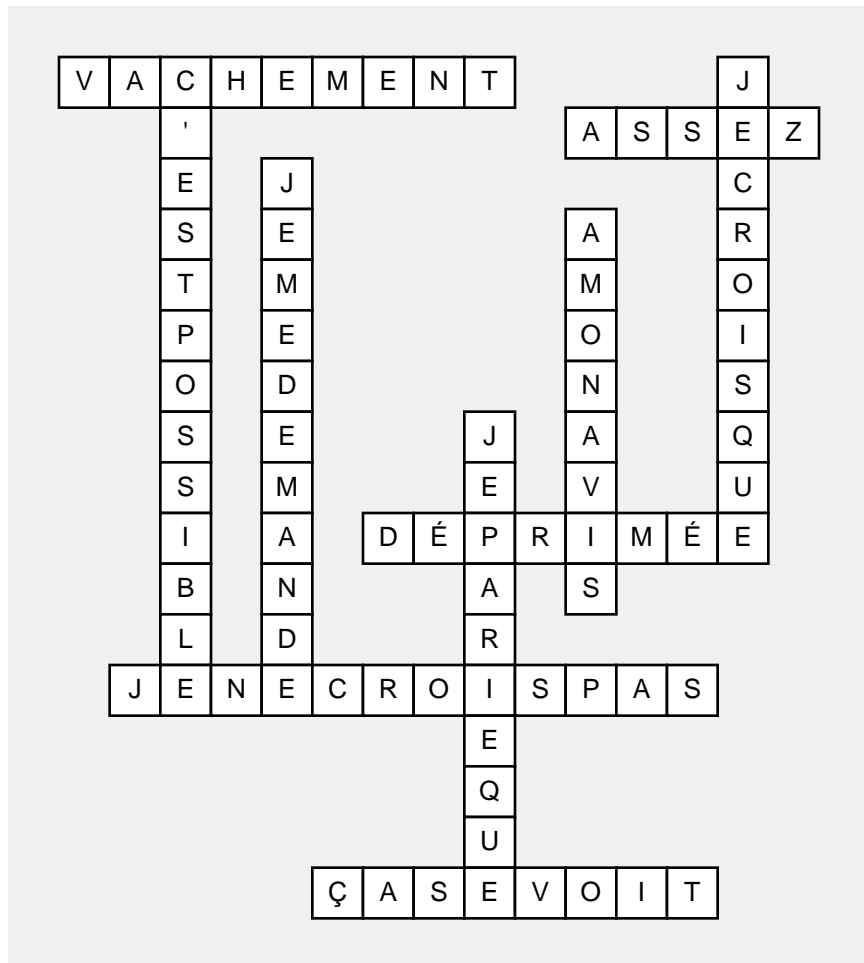 VACHEMENT
C'ESTPOSSIBLE
JECROISQUE
ASSEZ
JEMEDEMANDE
AMONAVIS
JEPARIEQUE
DÉPRIMÉE
JENECROISPAS
ÇASEVOIT